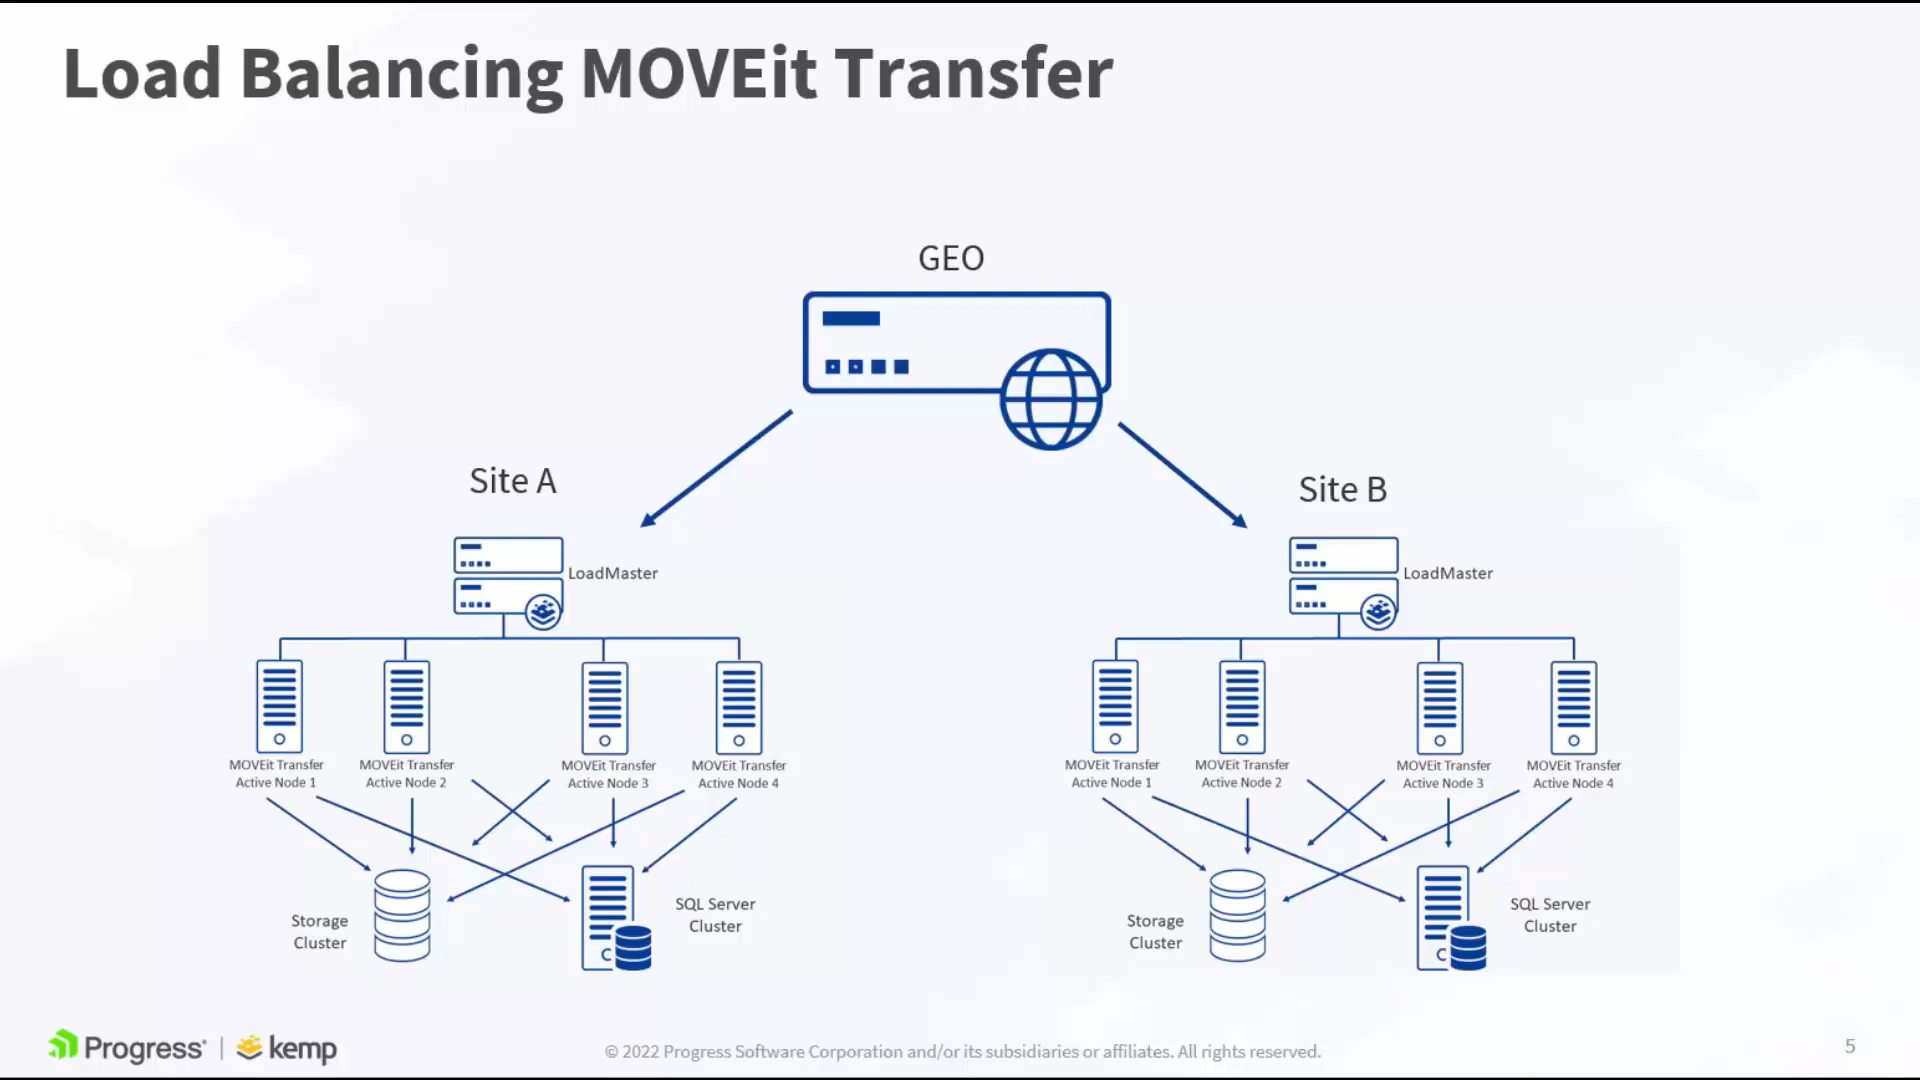 Load Balancing MOVEit Transfer
GEO
Site A
Site B
LoadMaster
LoadMaster
MOVEit Transfer
Active Node 1
MOVEit Transfer
Active Node 2
MOVEit Transfer
Active Node 3
MOVEit Transfer
Active Node 4
MOVEit Transfer
Active Node 1
MOVEit Transfer
Active Node 2
MOVEit Transfer
Active Node 3
MOVEit Transfer
Active Node 4
Storage
Cluster
SQL Server
Cluster
Storage
Cluster
SQL Server
Cluster
Progress | kemp
© 2022 Progress Software Corporation and/or its subsidiaries or affiliates. All rights reserved.
5